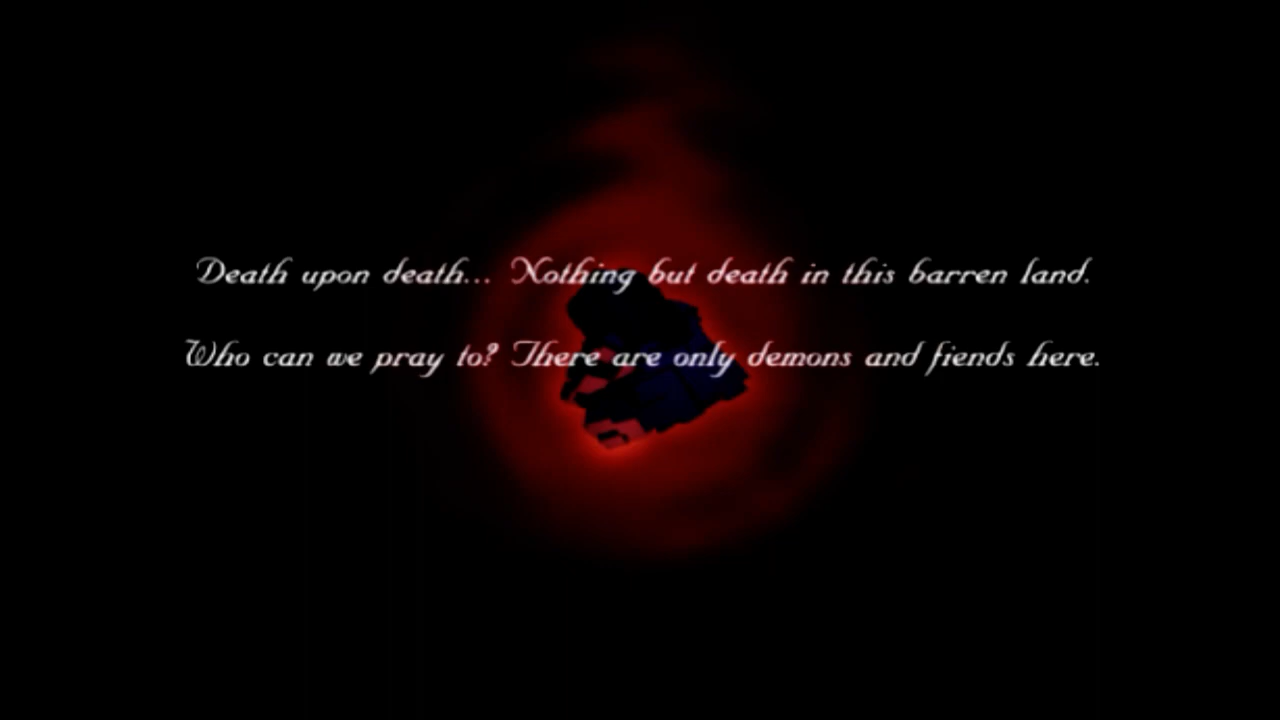 Death upon death... Nothing but death in this barren land.
Who can we pray to? There are only demons and fiends here.